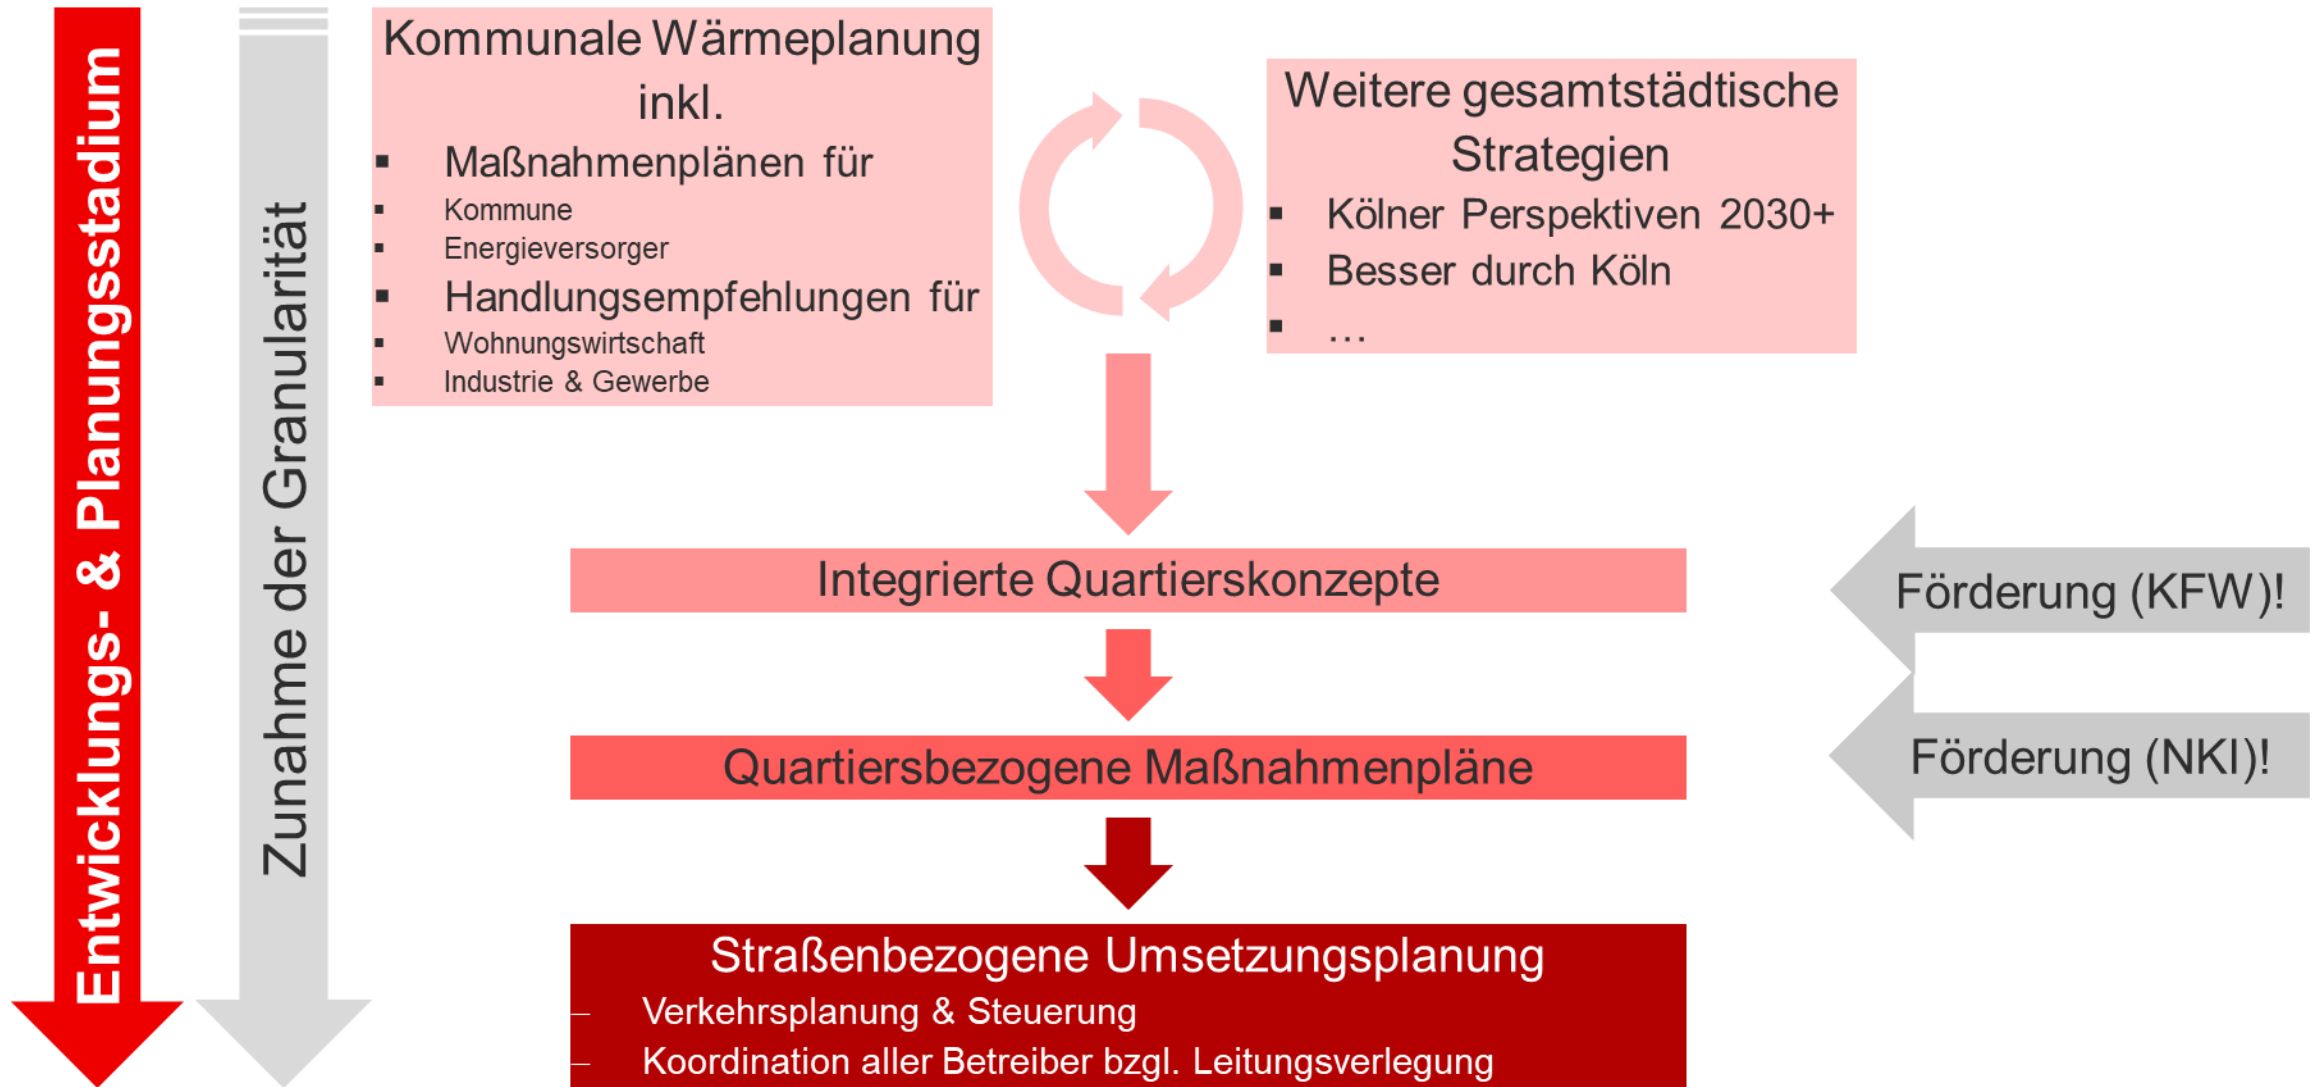 Entwicklungs- & Planungsstadium
Zunahme der Granularität
Kommunale Wärmeplanung
inkl.
▪ Maßnahmenplänen für
▪ Kommune
▪ Energieversorger
▪ Handlungsempfehlungen für
▪ Wohnungswirtschaft
▪ Industrie & Gewerbe
Weitere gesamtstädtische
Strategien
▪ Kölner Perspektiven 2030+
▪ Besser durch Köln
▪ …
Integrierte Quartierskonzepte
Förderung (KFW)!
Quartiersbezogene Maßnahmenpläne
Förderung (NKI)!
Straßenbezogene Umsetzungsplanung
– Verkehrsplanung & Steuerung
– Koordination aller Betreiber bzgl. Leitungsverlegung